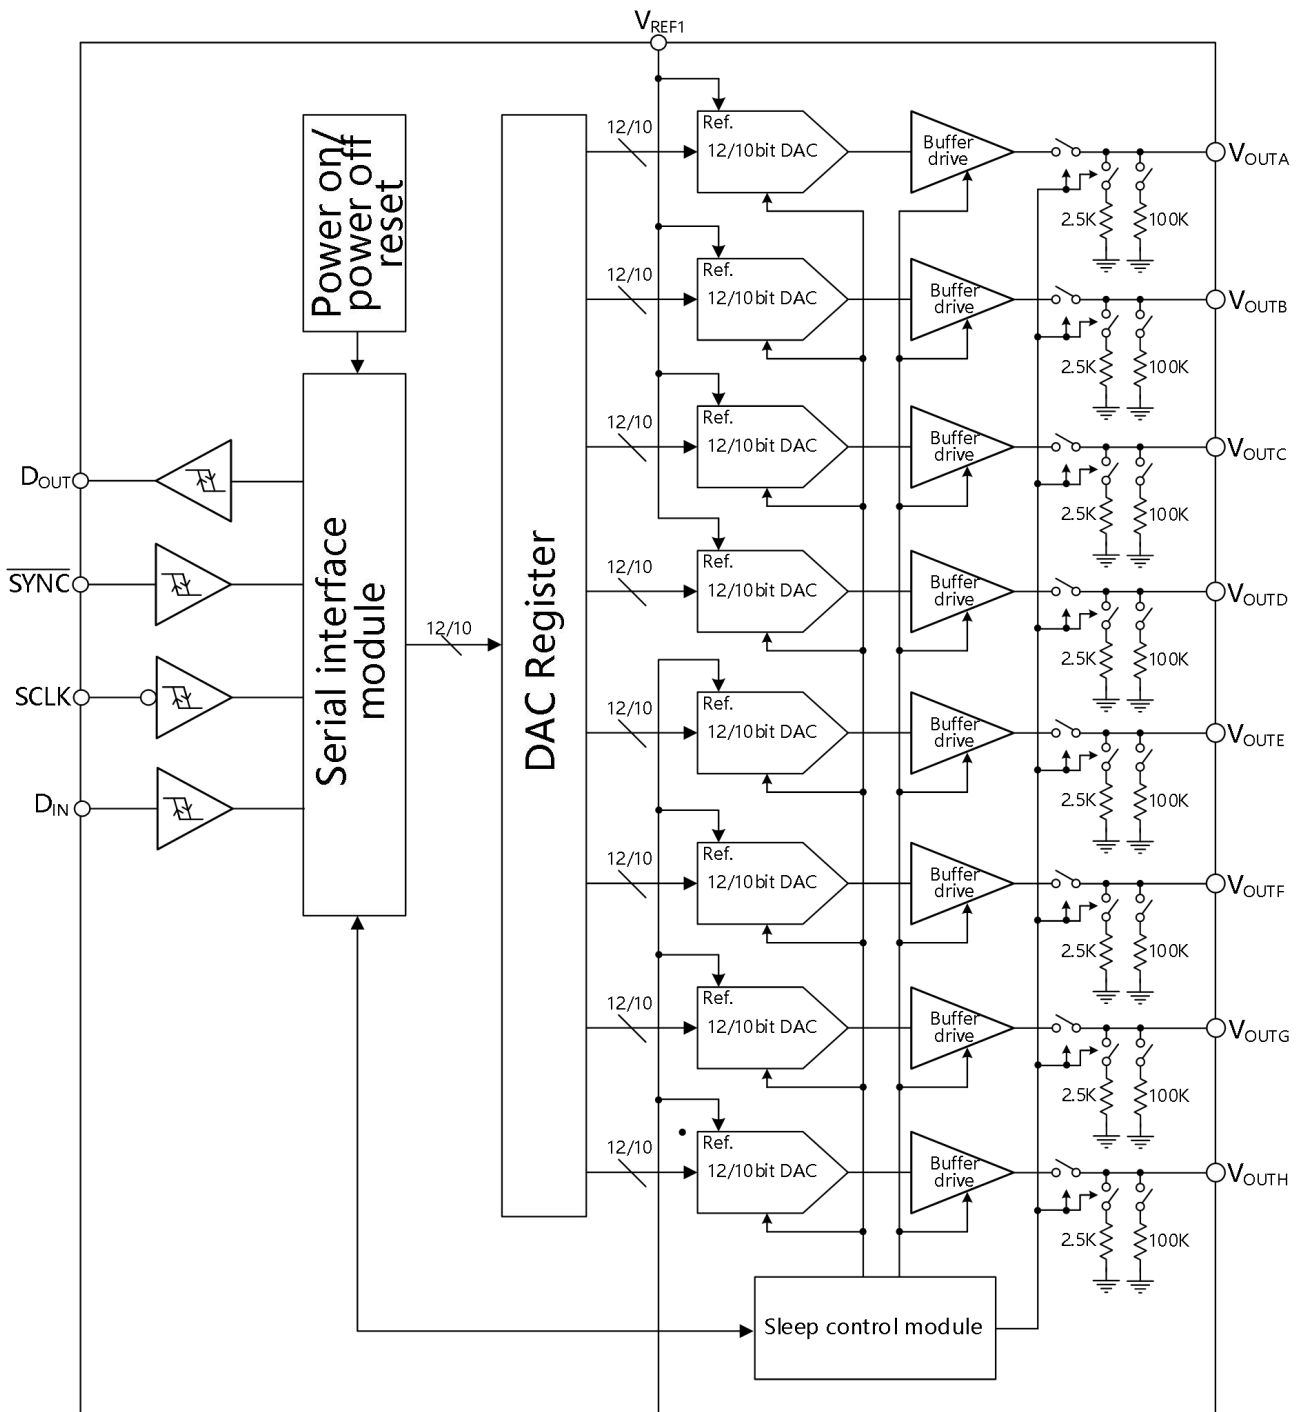 VREF1
Power on/
power off
reset
Serial interface
module
DAC Register
DOUT
SYNC
SCLK
DIN
12/10
12/10
Ref.
12/10bit DAC
Buffer
drive
2.5K
100K
VOUTA
12/10
Ref.
12/10bit DAC
Buffer
drive
2.5K
100K
VOUTB
12/10
Ref.
12/10bit DAC
Buffer
drive
2.5K
100K
VOUTC
12/10
Ref.
12/10bit DAC
Buffer
drive
2.5K
100K
VOUTD
12/10
Ref.
12/10bit DAC
Buffer
drive
2.5K
100K
VOUTE
12/10
Ref.
12/10bit DAC
Buffer
drive
2.5K
100K
VOUTF
12/10
Ref.
12/10bit DAC
Buffer
drive
2.5K
100K
VOUTG
12/10
Ref.
12/10bit DAC
Buffer
drive
2.5K
100K
VOUTH
Sleep control module